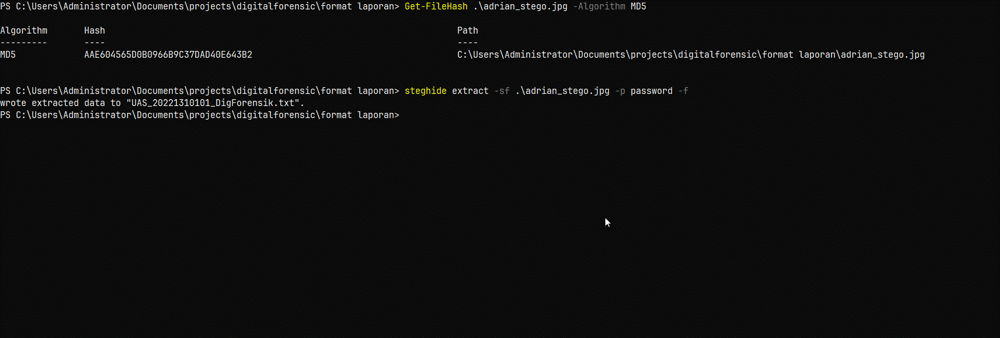 PS C:\Users\Administrator\Documents\projects\digitalforensic\format laporan> Get-FileHash .\adrian_stego.jpg -Algorithm MD5
Algorithm Hash Path
--------- ---- ----
MD5 AAE604565D0B0966B9C37DAD40E643B2 C:\Users\Administrator\Documents\projects\digitalforensic\format laporan\adrian_stego.jpg
PS C:\Users\Administrator\Documents\projects\digitalforensic\format laporan> steghide extract -sf .\adrian_stego.jpg -p password -f
wrote extracted data to "UAS_20221310101_DigForensik.txt".
PS C:\Users\Administrator\Documents\projects\digitalforensic\format laporan>